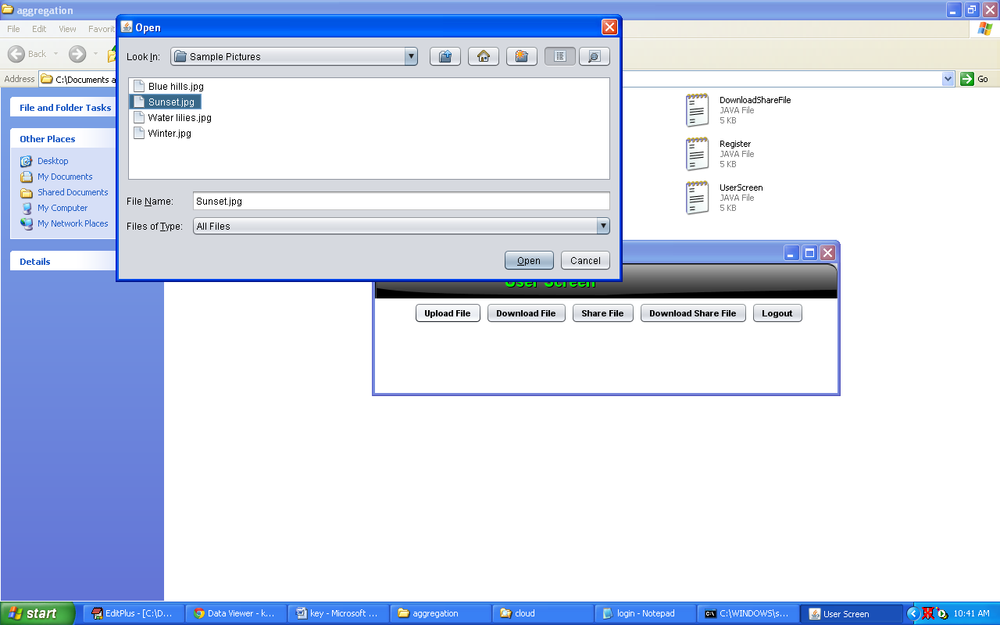 aggregation
File Edit View Favorit
Back
Address C:\Documents a
Go
File and Folder Tasks
Other Places
Desktop
My Documents
Shared Documents
My Computer
My Network Places
Details
Open
Look In: Sample Pictures
Blue hills.jpg
Sunset.jpg
Water lilies.jpg
Winter.jpg
File Name: Sunset.jpg
Files of Type: All Files
Open Cancel
DownloadShareFile
JAVA File
5 KB
Register
JAVA File
5 KB
UserScreen
JAVA File
5 KB
User Screen
Upload File Download File Share File Download Share File Logout
start EditPlus - [C:\D... Data Viewer - k... key - Microsoft ... aggregation cloud login - Notepad C:\WINDOWS\s... User Screen 10:41 AM